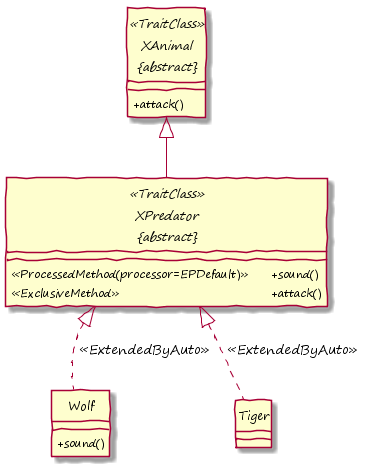 «TraitClass»
XAnimal
{abstract}
+attack()
«TraitClass»
XPredator
{abstract}
«ProcessedMethod(processor=EPDefault)» +sound()
«ExclusiveMethod» +attack()
«ExtendedByAuto» «ExtendedByAuto»
Wolf
+sound()
Tiger